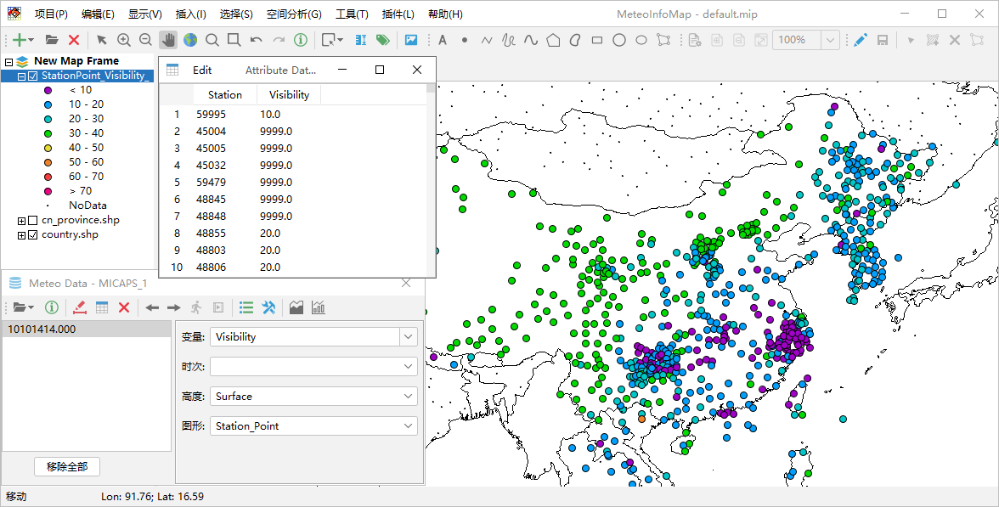 项目(P) 编辑(E) 显示(V) 插入(I) 选择(S) 空间分析(G) 工具(T) 插件(L) 帮助(H) MeteoInfoMap - default.mip
A 100%
New Map Frame
StationPoint_Visibility_
< 10
10 - 20
20 - 30
30 - 40
40 - 50
50 - 60
60 - 70
> 70
NoData
cn_province.shp
country.shp
Edit Attribute Dat...
Station Visibility
1 59995 10.0
2 45004 9999.0
3 45005 9999.0
4 45032 9999.0
5 59479 9999.0
6 48845 9999.0
7 48848 9999.0
8 48855 20.0
9 48803 20.0
10 48806 20.0
Meteo Data - MICAPS_1
10101414.000
变量: Visibility
时次:
高度: Surface
图形: Station_Point
移除全部
移动 Lon: 91.76; Lat: 16.59